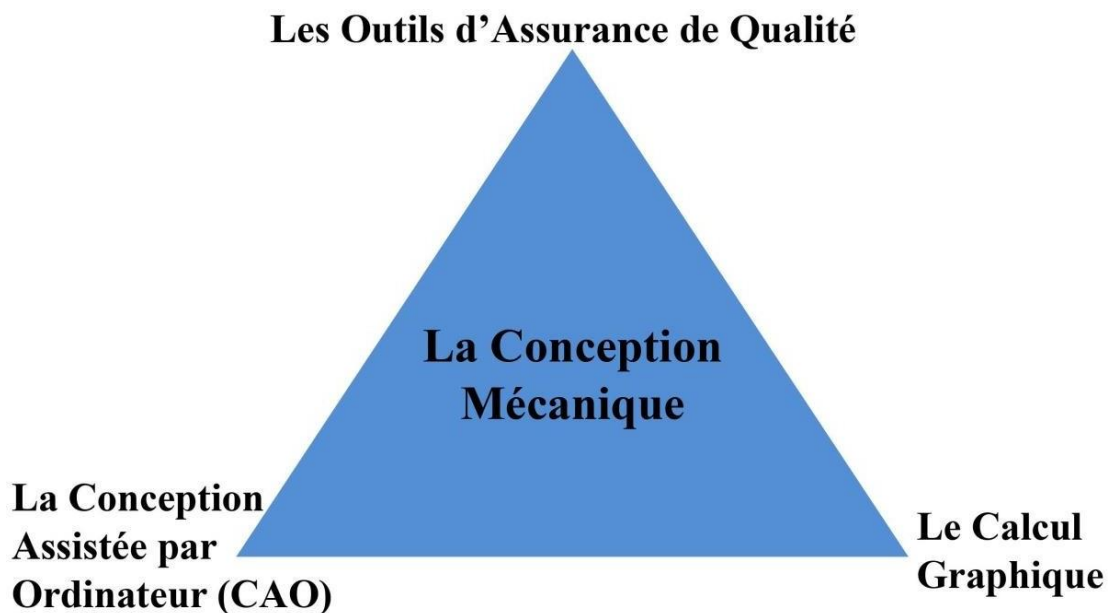 Les Outils d’Assurance de Qualité
La Conception
Mécanique
La Conception
Assistée par
Ordinateur (CAO)
Le Calcul
Graphique